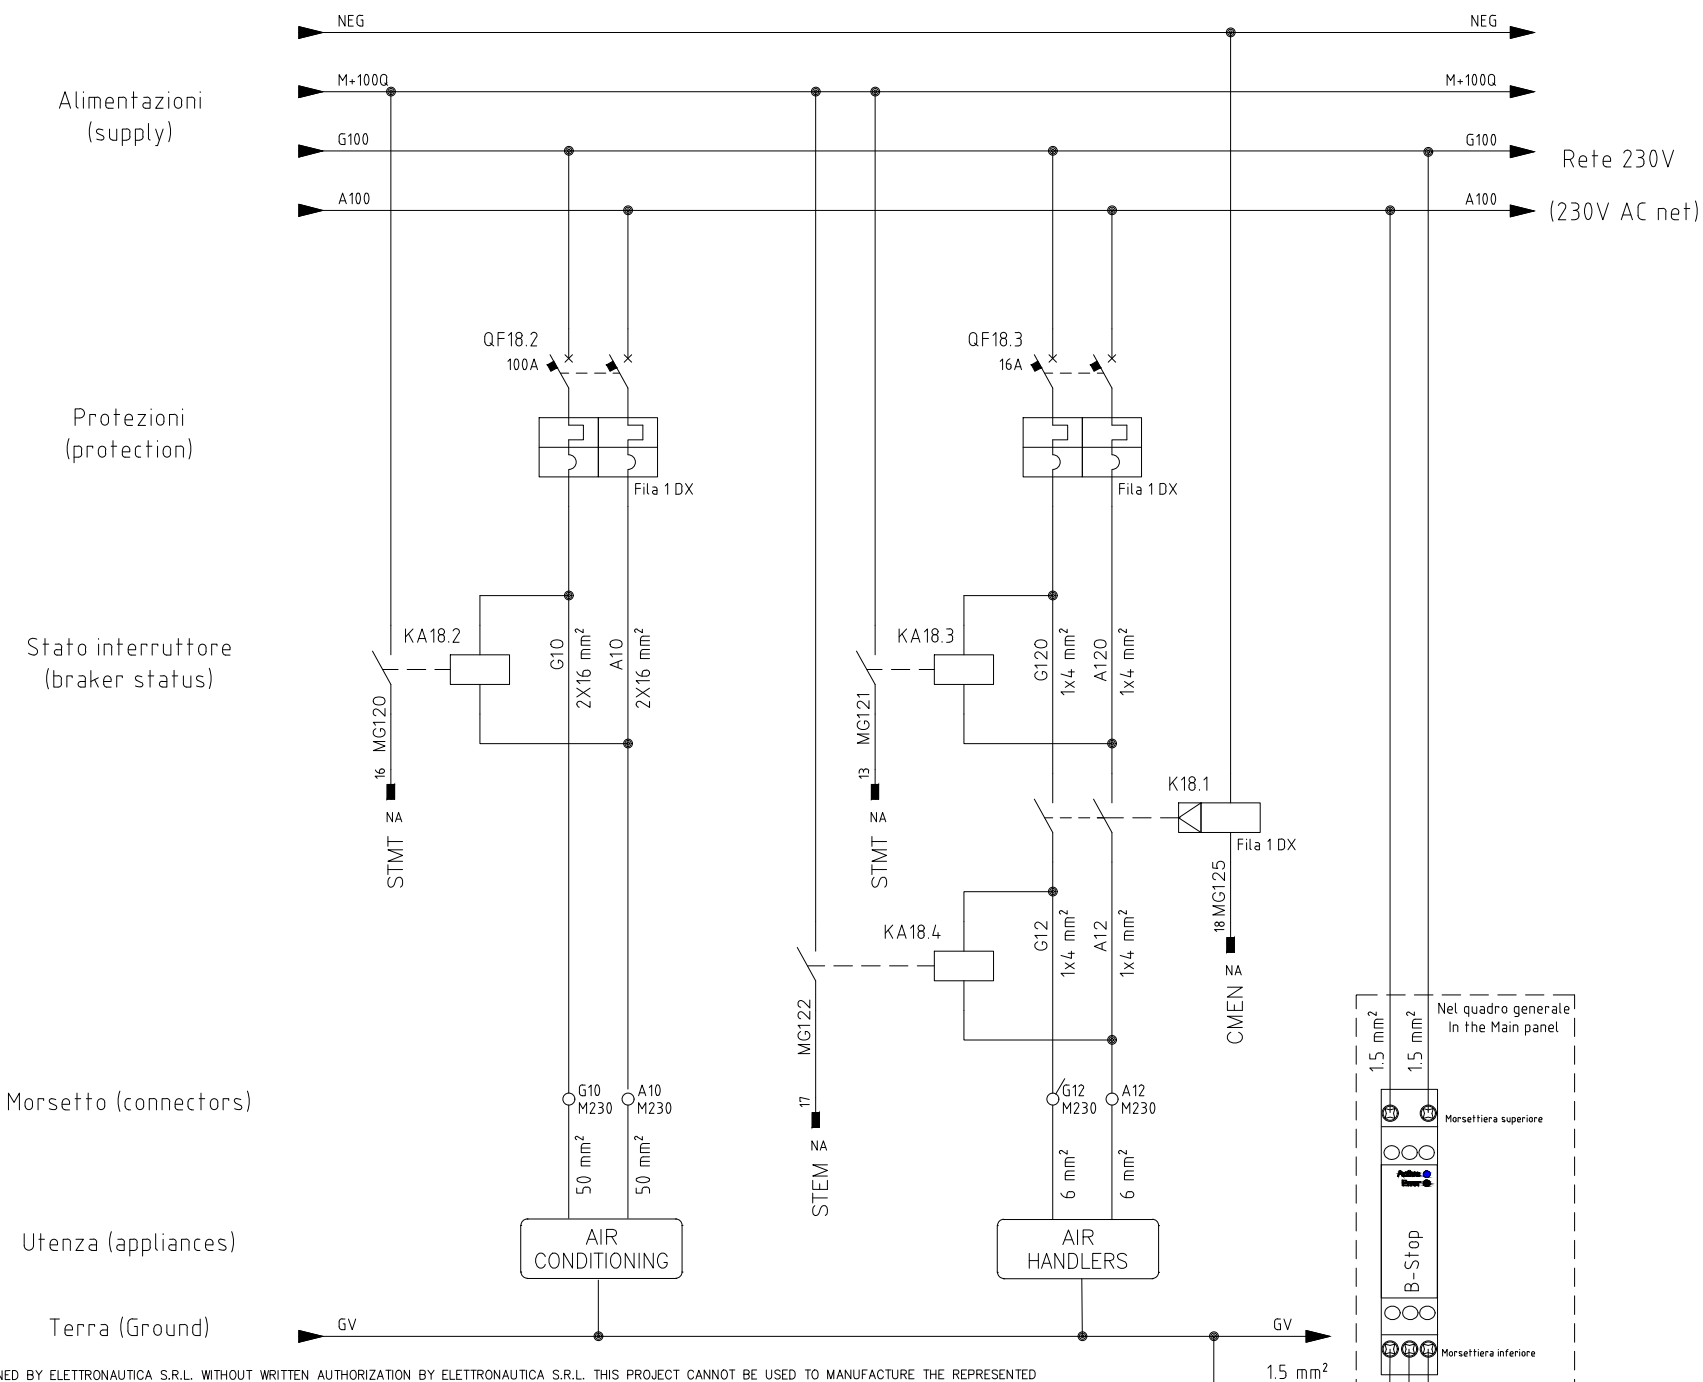 NEG
NEG
M+100Q
M+100Q
Alimentazioni
(supply)
G100
G100
Rete 230V
A100
A100
(230V AC net)
QF18.2
100A
QF18.3
16A
Protezioni
(protection)
Fila 1 DX
Fila 1 DX
Stato interruttore
(braker status)
KA18.2
G10
2X16 mm²
A10
2X16 mm²
KA18.3
G120
1x4 mm²
A120
1x4 mm²
MG120
16
NA
STMT
MG121
13
NA
STMT
K18.1
Fila 1 DX
18 MG125
NA
CMEN
KA18.4
G12
1x4 mm²
A12
1x4 mm²
MG122
17
NA
STEM
Nel quadro generale
In the Main panel
1.5 mm²
1.5 mm²
Morsetto (connectors)
G10
M230
A10
M230
G12
M230
A12
M230
Morsettiera superiore
50 mm²
50 mm²
6 mm²
6 mm²
Utenza (appliances)
AIR
CONDITIONING
AIR
HANDLERS
B-Stop
Terra (Ground)
GV
GV
Morsettiera inferiore
1.5 mm²
NED BY ELETTRONAUTICA S.R.L. WITHOUT WRITTEN AUTHORIZATION BY ELETTRONAUTICA S.R.L. THIS PROJECT CANNOT BE USED TO MANUFACTURE THE REPRESENTED